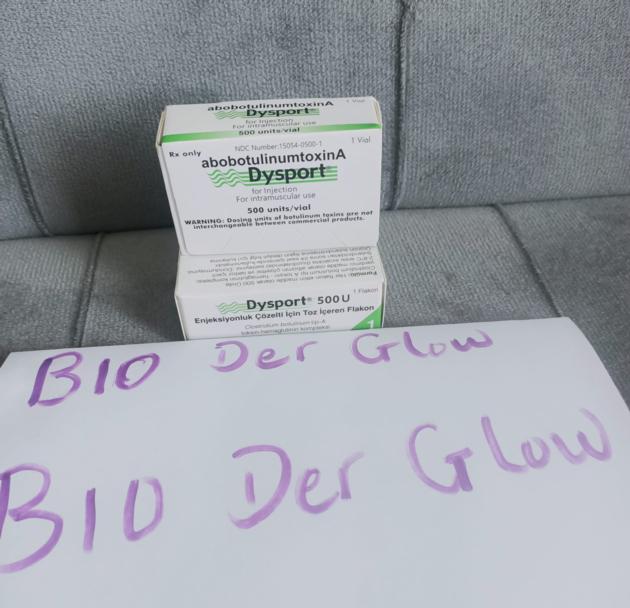 abobotulinumtoxinA
1 Vial
Dysport®
for Injection
For intramuscular use
500 units/vial
Rx only
NDC Number:15054-0500-1
1 Vial
abobotulinumtoxinA
Dysport®
for Injection
For intramuscular use
500 units/vial
WARNING: Dosing units of botulinum toxins are not
interchangeable between commercial products.
1 Flakon
Dysport® 500 U
Enjeksiyonluk Çözelti İçin Toz İçeren Flakon
Clostridium botulinum tip-A
toksin-hemaglutinin kompleksi
1
BIO Der Glow
BIO Der Glow